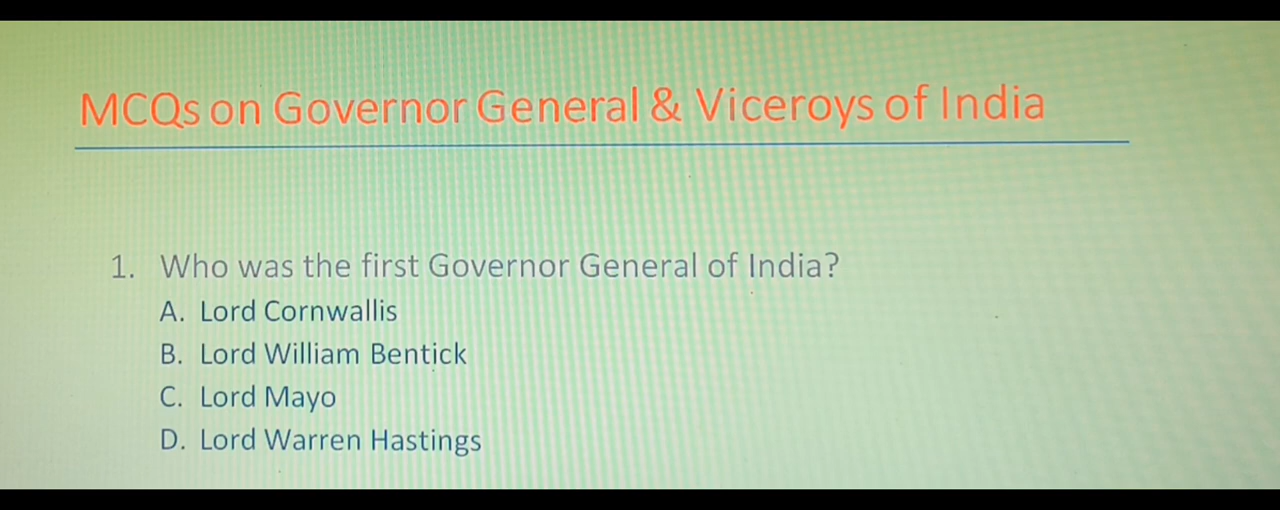 MCQs on Governor General & Viceroys of India
1. Who was the first Governor General of India?
A. Lord Cornwallis
B. Lord William Bentick
C. Lord Mayo
D. Lord Warren Hastings